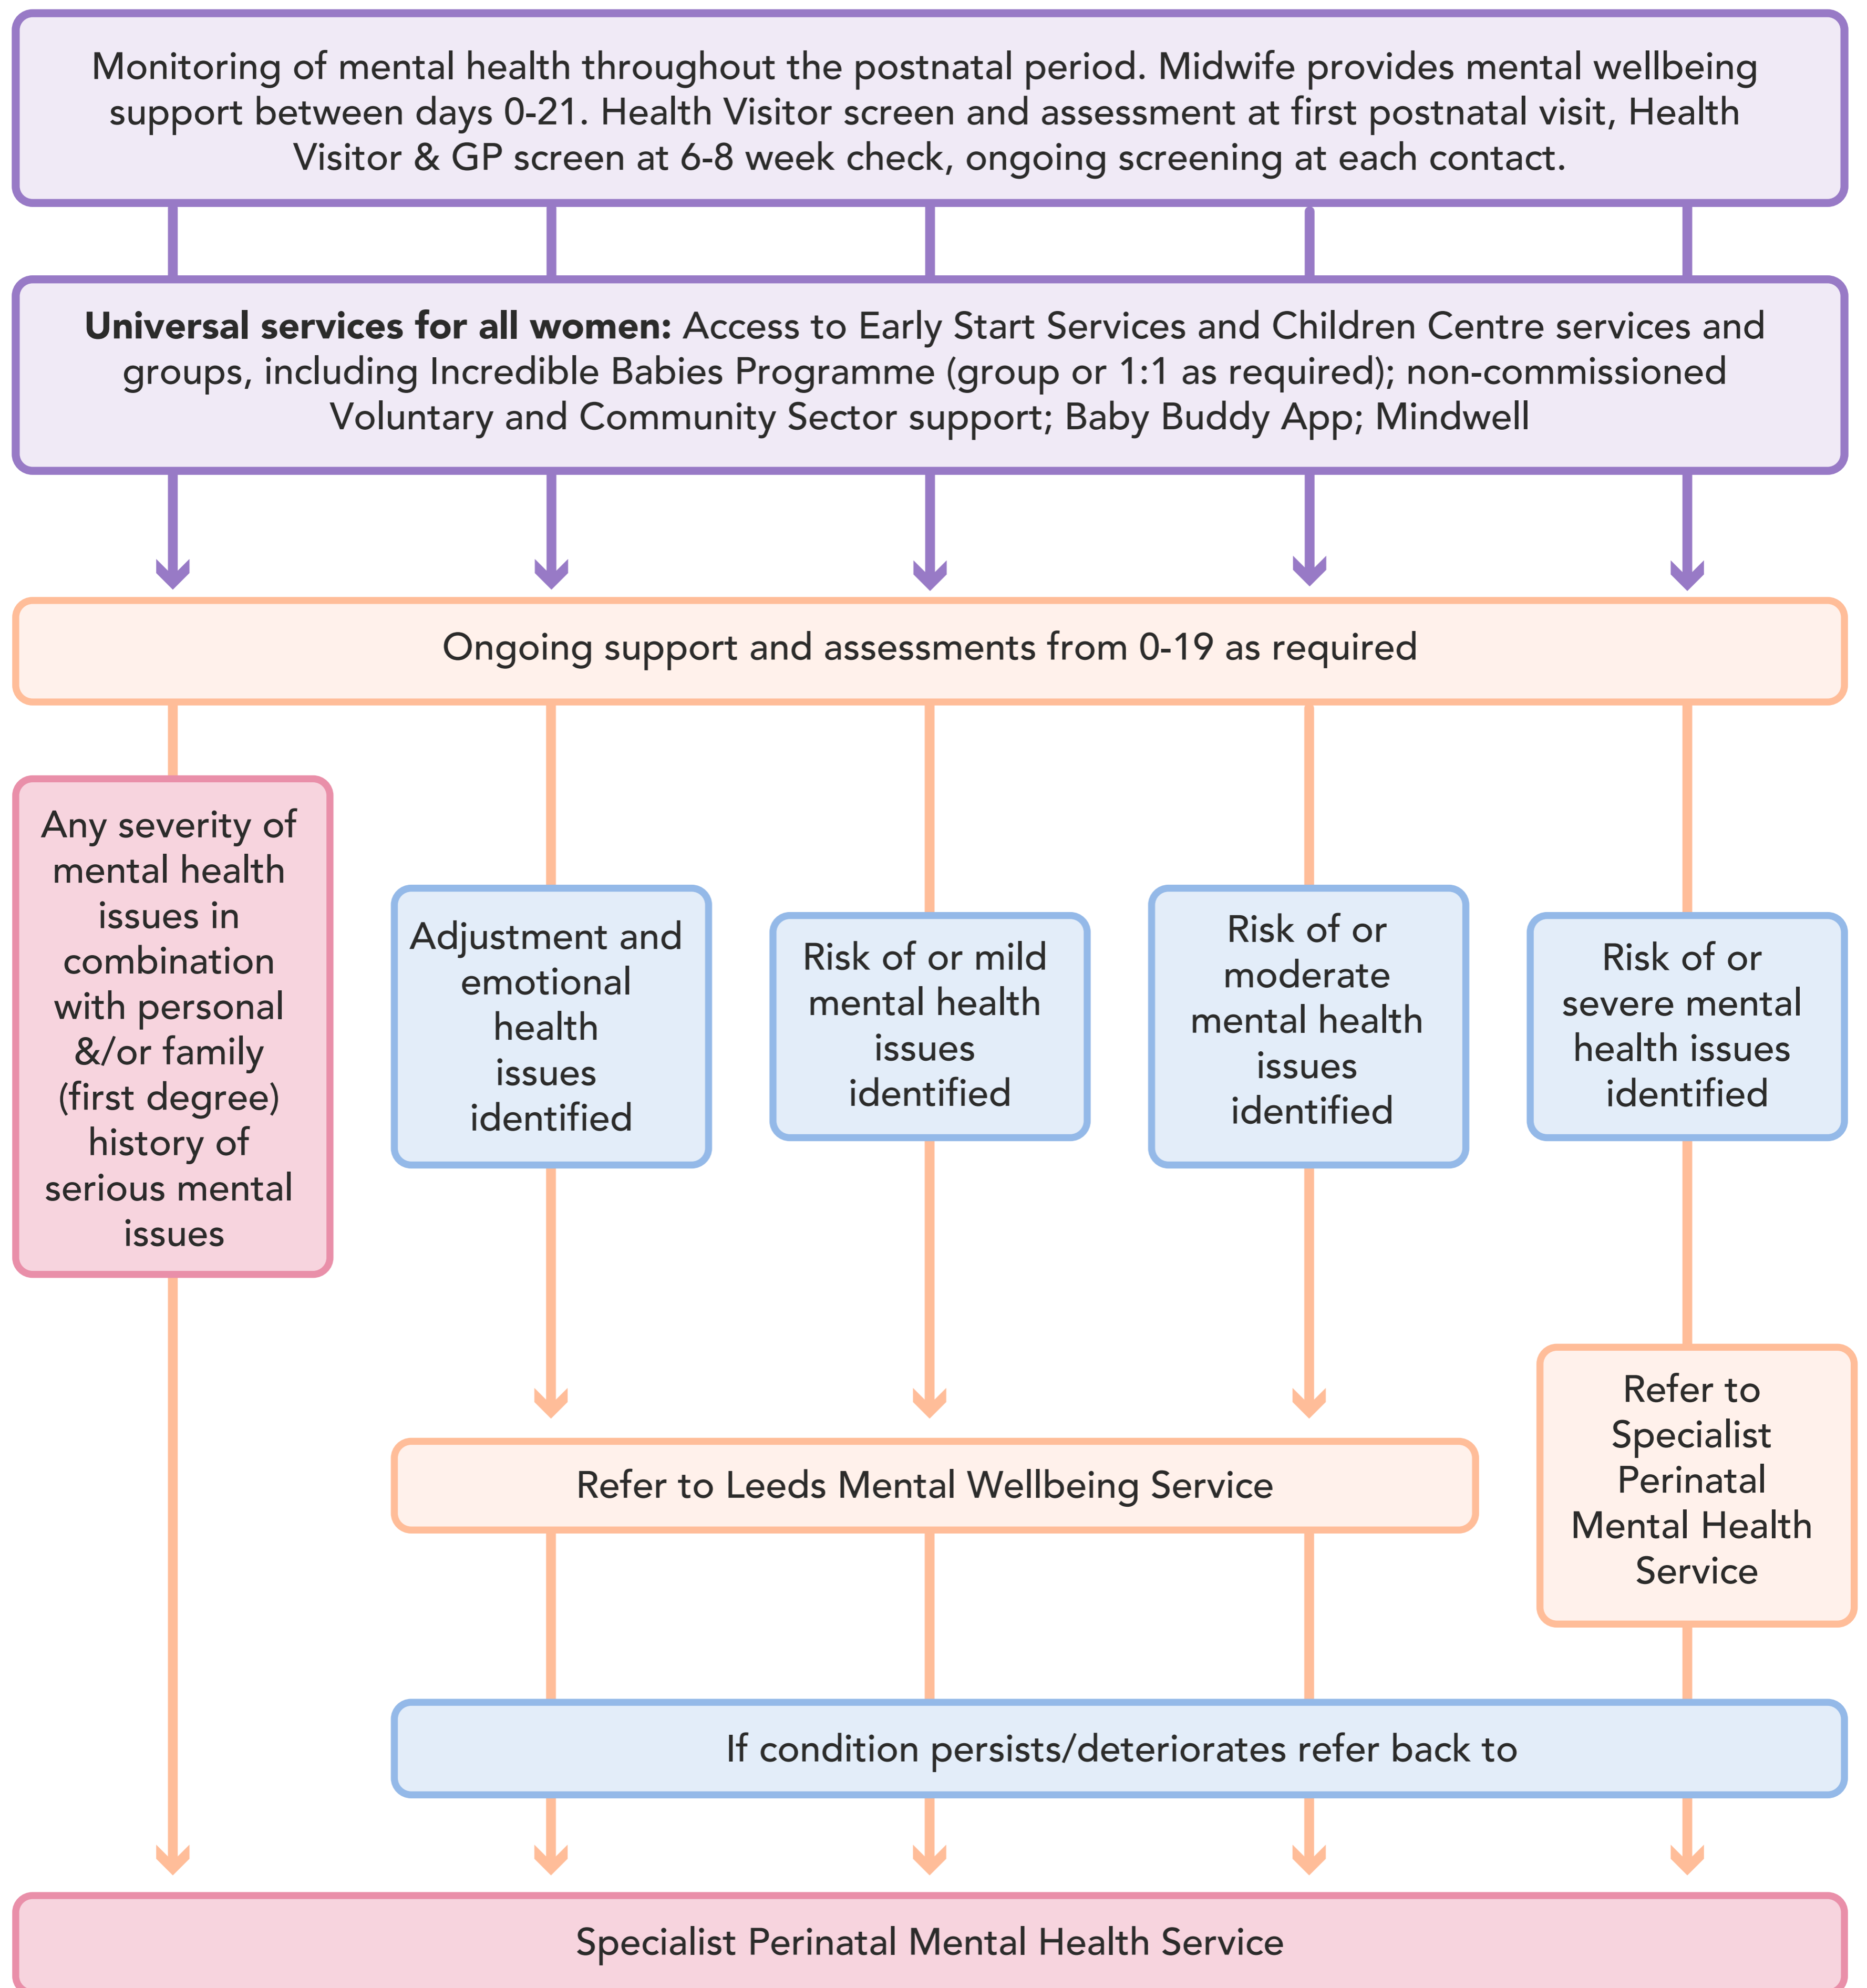 Monitoring of mental health throughout the postnatal period. Midwife provides mental wellbeing
support between days 0-21. Health Visitor screen and assessment at first postnatal visit, Health
Visitor & GP screen at 6-8 week check, ongoing screening at each contact.
Universal services for all women: Access to Early Start Services and Children Centre services and
groups, including Incredible Babies Programme (group or 1:1 as required); non-commissioned
Voluntary and Community Sector support; Baby Buddy App; Mindwell
Ongoing support and assessments from 0-19 as required
Any severity of
mental health
issues in
combination
with personal
&/or family
(first degree)
history of
serious mental
issues
Adjustment and
emotional
health
issues
identified
Risk of or mild
mental health
issues
identified
Risk of or
moderate
mental health
issues
identified
Risk of or
severe mental
health issues
identified
Refer to Leeds Mental Wellbeing Service
Refer to
Specialist
Perinatal
Mental Health
Service
If condition persists/deteriorates refer back to
Specialist Perinatal Mental Health Service